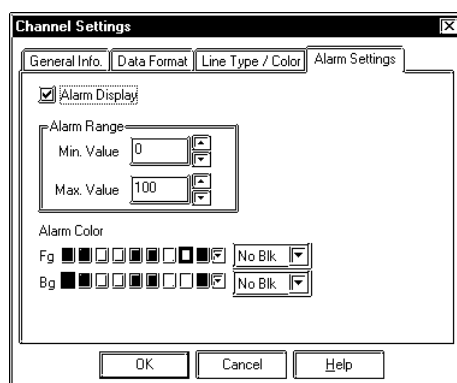 Channel Settings
General Info. Data Format Line Type / Color Alarm Settings
Alarm Display
Alarm Range
Min. Value 0
Max. Value 100
Alarm Color
Fg No Blk
Bg No Blk
OK Cancel Help